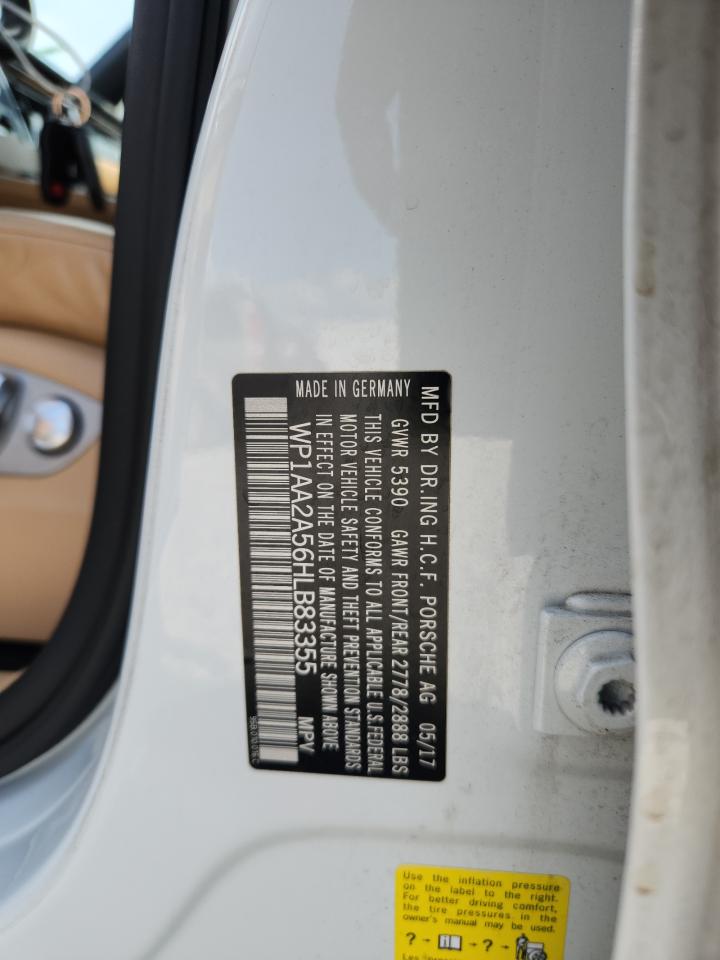 MFD BY DR.ING H.C.F. PORSCHE AG 05/17
GVWR 5390 GAWR FRONT/REAR 2778/2888 LBS
THIS VEHICLE CONFORMS TO ALL APPLICABLE U.S.FEDERAL
MOTOR VEHICLE SAFETY AND THEFT PREVENTION STANDARDS
IN EFFECT ON THE DATE OF MANUFACTURE SHOWN ABOVE
WP1AA2A56HLB83355 MPV
MADE IN GERMANY
Use the inflation pressure
on the label to the right.
For better driving comfort,
the tire pressures in the
owner's manual may be used.
? - - ? -
Les